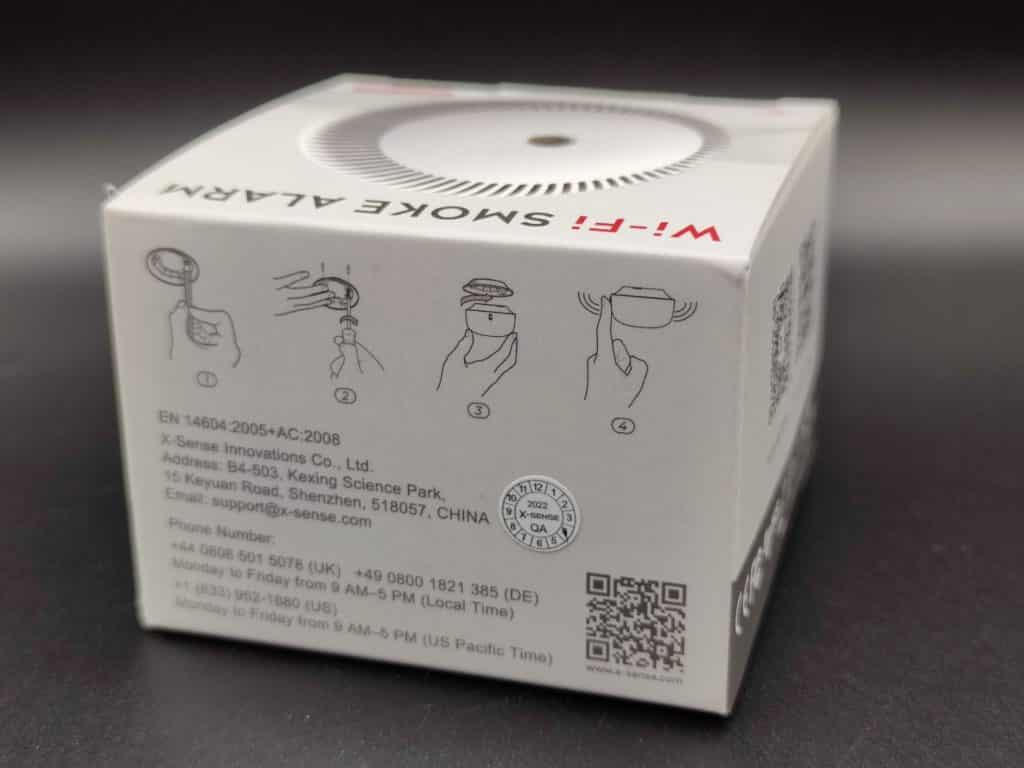 Wi-Fi SMOKE ALARM
1
2
3
4
EN 14604:2005+AC:2008
X-Sense Innovations Co., Ltd.
Address: B4-503, Kexing Science Park,
15 Keyuan Road, Shenzhen, 518057, CHINA
Email: support@x-sense.com
Phone Number:
+44 0808 501 5078 (UK) +49 0800 1821 385 (DE)
Monday to Friday from 9 AM–5 PM (Local Time)
+1 (833) 952-1880 (US)
Monday to Friday from 9 AM–5 PM (US Pacific Time)
2022
X-SENSE
QA
www.x-sense.com